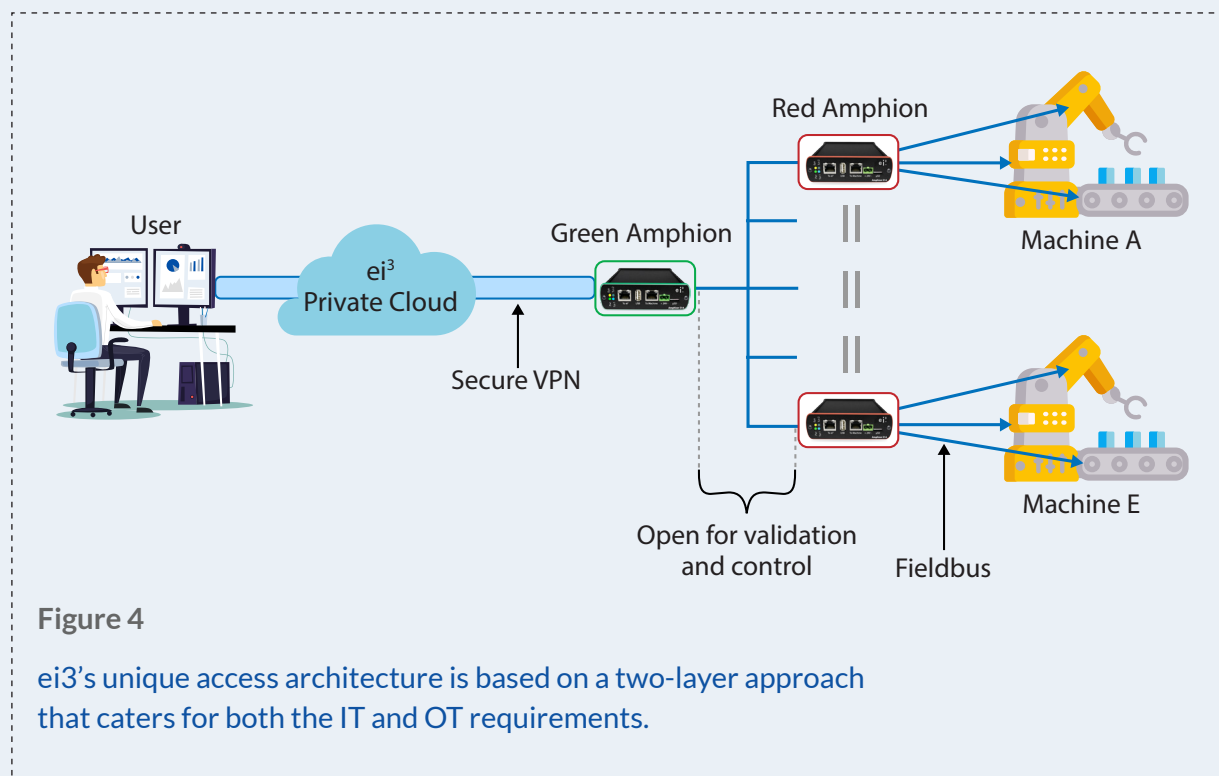 Red Amphion
User
Green Amphion
ei³
Private Cloud
Machine A
Secure VPN
Machine E
Open for validation
and control
Fieldbus
Figure 4
ei3's unique access architecture is based on a two-layer approach
that caters for both the IT and OT requirements.